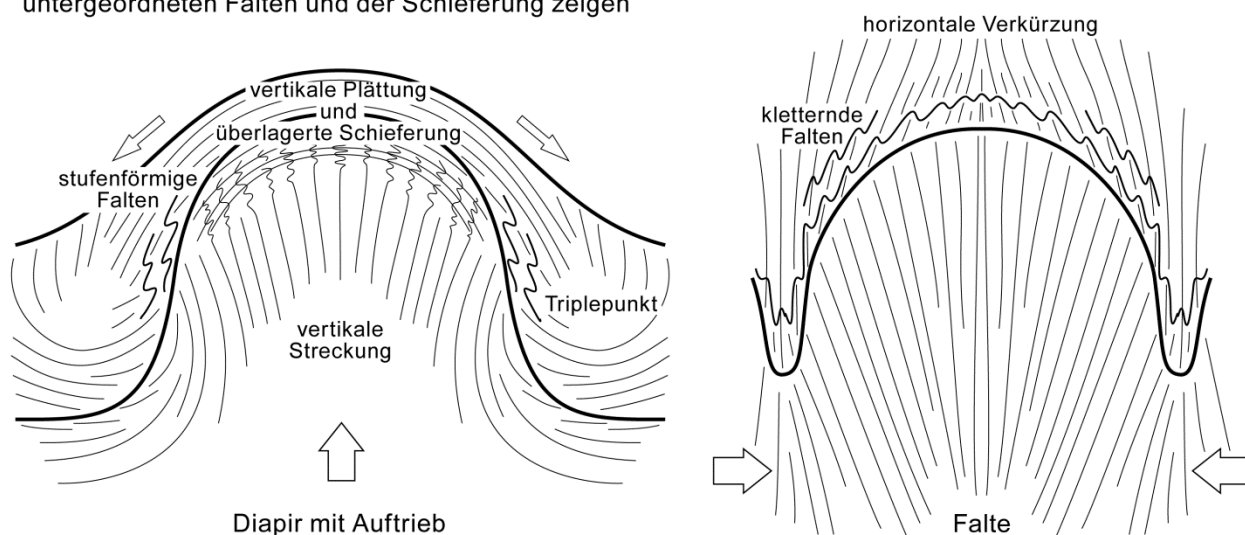 untergeordneten Falten und der Schieferung zeigen
vertikale Plättung
und
überlagerte Schieferung
stufenförmige
Falten
Triplepunkt
vertikale
Streckung
Diapir mit Auftrieb
horizontale Verkürzung
kletternde
Falten
Falte